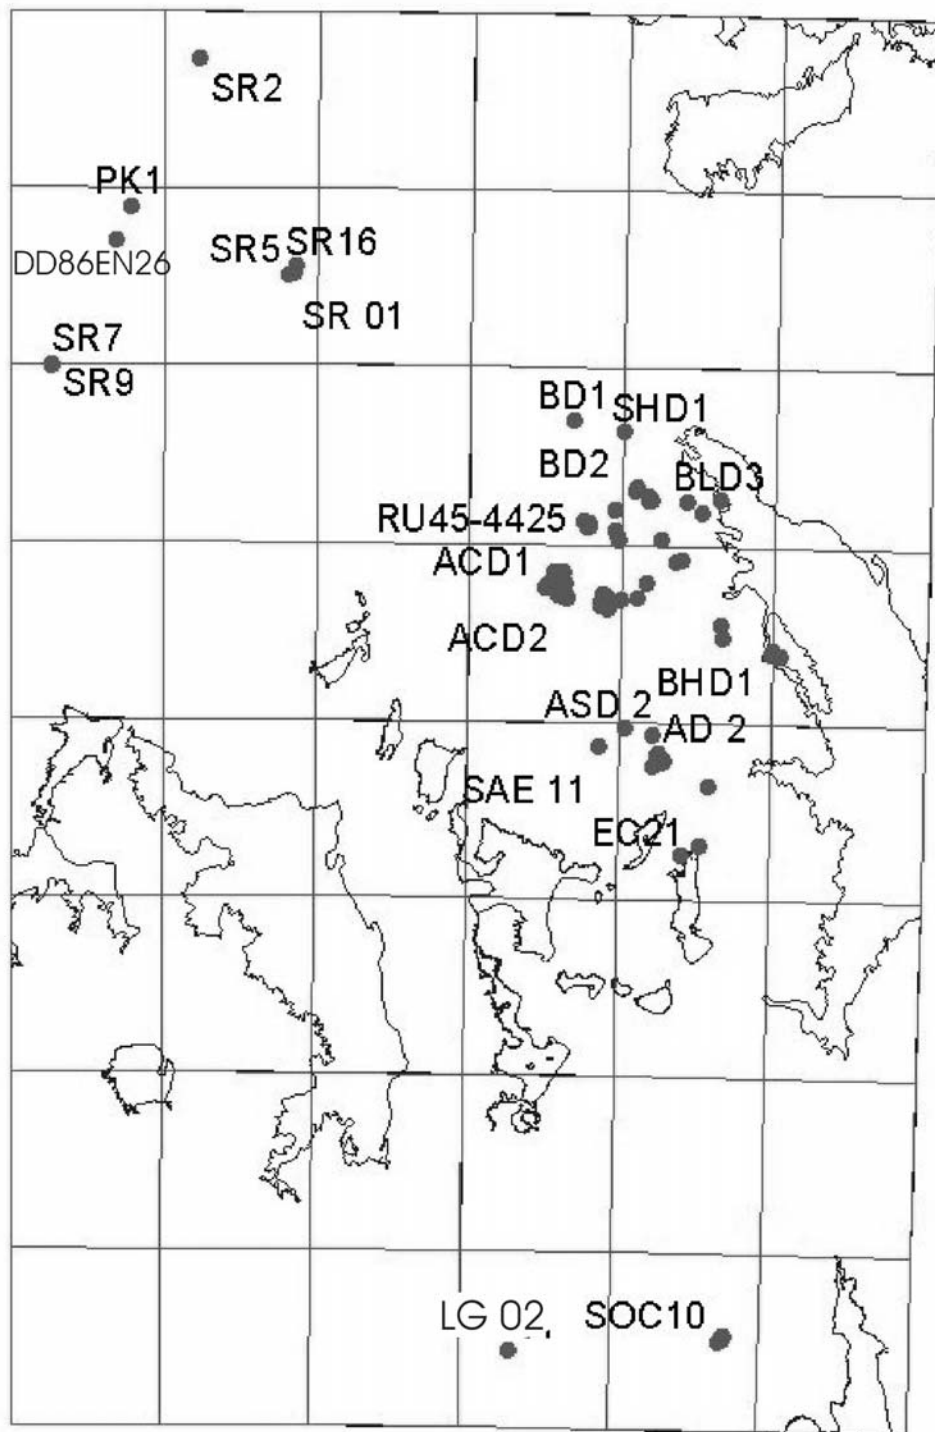 SR2
PK1
DD86EN26
SR5
SR16
SR 01
SR7
SR9
BD1
SHD1
BD2
BLD3
RU45-4425
ACD1
ACD2
BHD1
ASD 2
AD 2
SAE 11
EC21
LG 02
SOC10